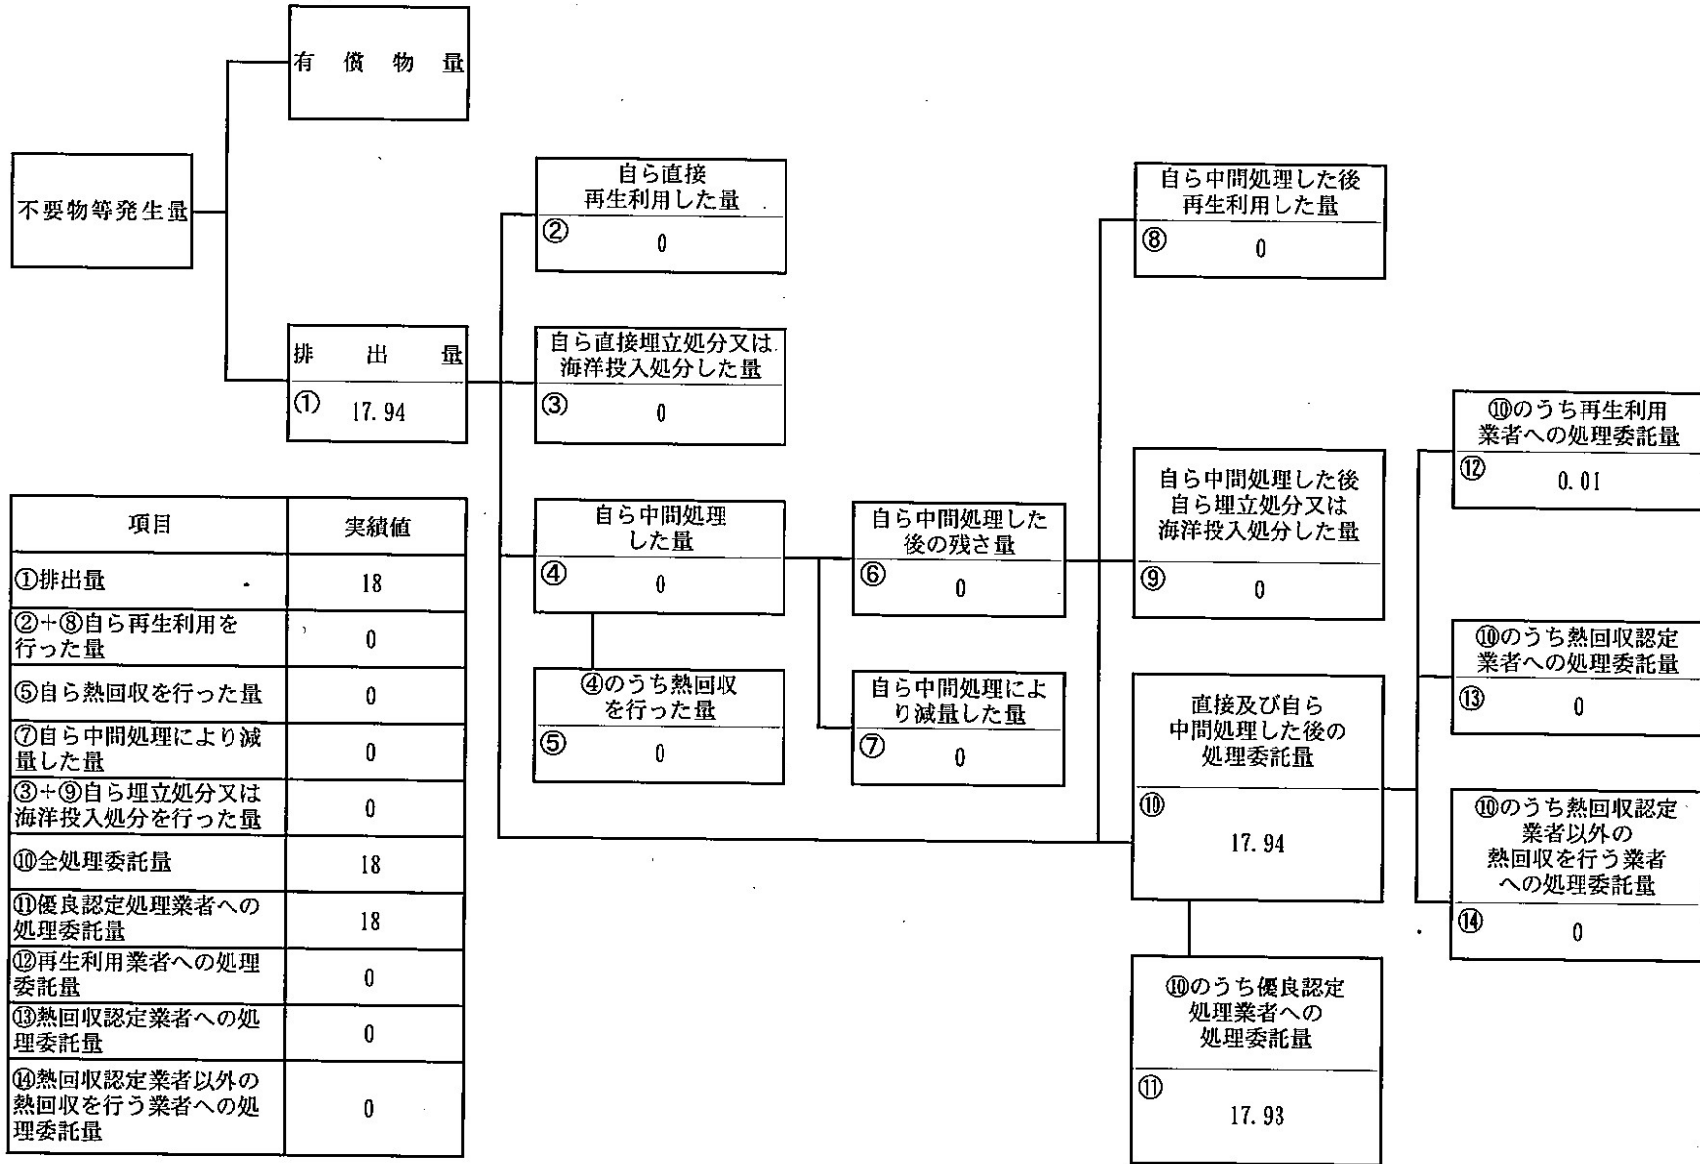 有償物量
不要物等発生量
排出量
① 17.94
自ら直接
再生利用した量
② 0
自ら直接埋立処分又は
海洋投入処分した量
③ 0
自ら中間処理
した量
④ 0
④のうち熱回収
を行った量
⑤ 0
自ら中間処理した
後の残さ量
⑥ 0
自ら中間処理によ
り減量した量
⑦ 0
自ら中間処理した後
再生利用した量
⑧ 0
自ら中間処理した後
自ら埋立処分又は
海洋投入処分した量
⑨ 0
直接及び自ら
中間処理した後の
処理委託量
⑩
17.94
⑩のうち優良認定
処理業者への
処理委託量
⑪
17.93
⑩のうち再生利用
業者への処理委託量
⑫ 0.01
⑩のうち熱回収認定
業者への処理委託量
⑬ 0
⑩のうち熱回収認定
業者以外の
熱回収を行う業者
への処理委託量
⑭ 0
項目 実績値
①排出量 18
②+⑧自ら再生利用を
行った量 0
⑤自ら熱回収を行った量 0
⑦自ら中間処理により減
量した量 0
③+⑨自ら埋立処分又は
海洋投入処分を行った量 0
⑩全処理委託量 18
⑪優良認定処理業者への
処理委託量 18
⑫再生利用業者への処理
委託量 0
⑬熱回収認定業者への処
理委託量 0
⑭熱回収認定業者以外の
熱回収を行う業者への処
理委託量 0